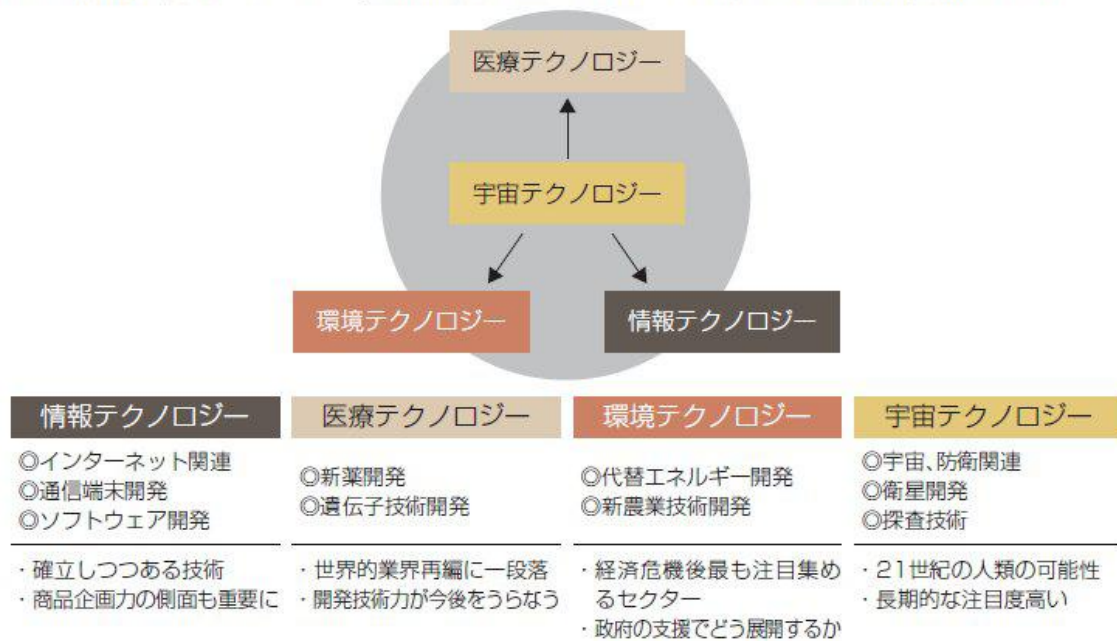 医療テクノロジー
宇宙テクノロジー
環境テクノロジー
情報テクノロジー
情報テクノロジー
◎インターネット関連
◎通信端末開発
◎ソフトウェア開発
・確立しつつある技術
・商品企画力の側面も重要に
医療テクノロジー
◎新薬開発
◎遺伝子技術開発
・世界的業界再編に一段落
・開発技術力が今後をうらなう
環境テクノロジー
◎代替エネルギー開発
◎新農業技術開発
・経済危機後最も注目集め
るセクター
・政府の支援でどう展開するか
宇宙テクノロジー
◎宇宙、防衛関連
◎衛星開発
◎探査技術
・21世紀の人類の可能性
・長期的な注目度高い